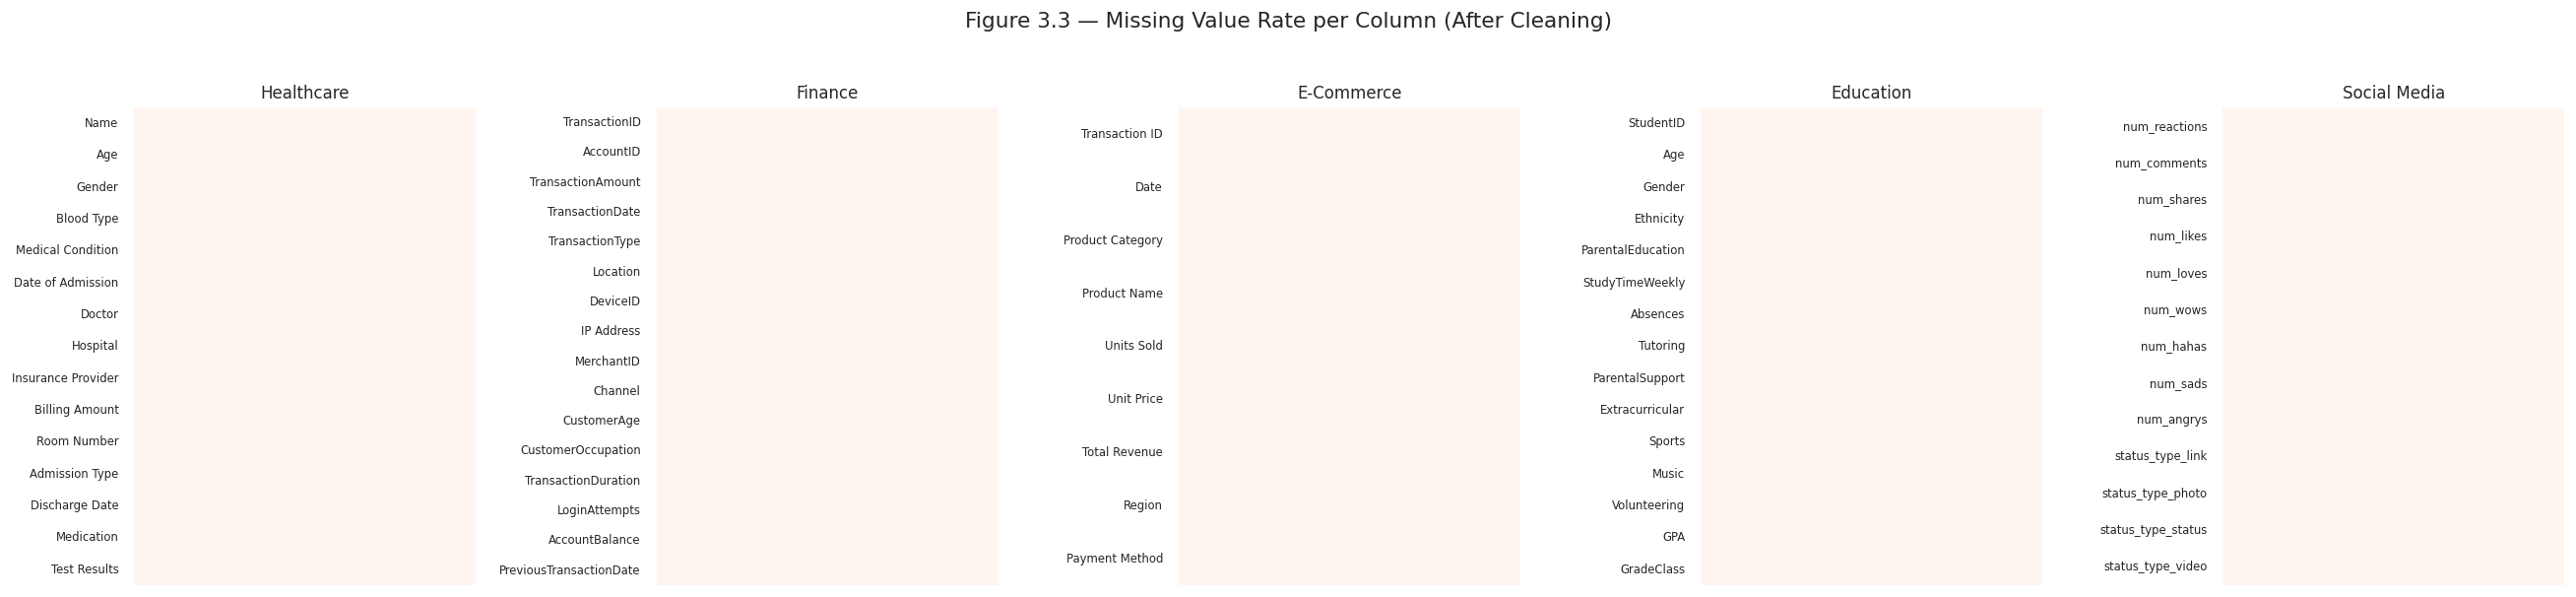 Figure 3.3 — Missing Value Rate per Column (After Cleaning)
Healthcare
Name
Age
Gender
Blood Type
Medical Condition
Date of Admission
Doctor
Hospital
Insurance Provider
Billing Amount
Room Number
Admission Type
Discharge Date
Medication
Test Results
Finance
TransactionID
AccountID
TransactionAmount
TransactionDate
TransactionType
Location
DeviceID
IP Address
MerchantID
Channel
CustomerAge
CustomerOccupation
TransactionDuration
LoginAttempts
AccountBalance
PreviousTransactionDate
E-Commerce
Transaction ID
Date
Product Category
Product Name
Units Sold
Unit Price
Total Revenue
Region
Payment Method
Education
StudentID
Age
Gender
Ethnicity
ParentalEducation
StudyTimeWeekly
Absences
Tutoring
ParentalSupport
Extracurricular
Sports
Music
Volunteering
GPA
GradeClass
Social Media
num_reactions
num_comments
num_shares
num_likes
num_loves
num_wows
num_hahas
num_sads
num_angrys
status_type_link
status_type_photo
status_type_status
status_type_video